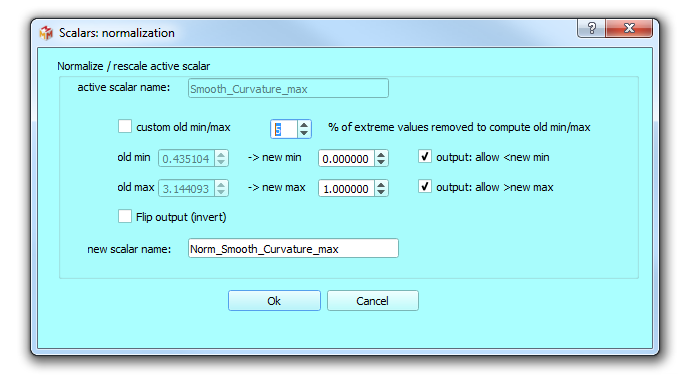 Scalars: normalization
Normalize / rescale active scalar
active scalar name: Smooth_Curvature_max
custom old min/max 5 % of extreme values removed to compute old min/max
old min 0.435104 -> new min 0.000000 output: allow <new min
old max 3.144093 -> new max 1.000000 output: allow >new max
Flip output (invert)
new scalar name: Norm_Smooth_Curvature_max
Ok Cancel